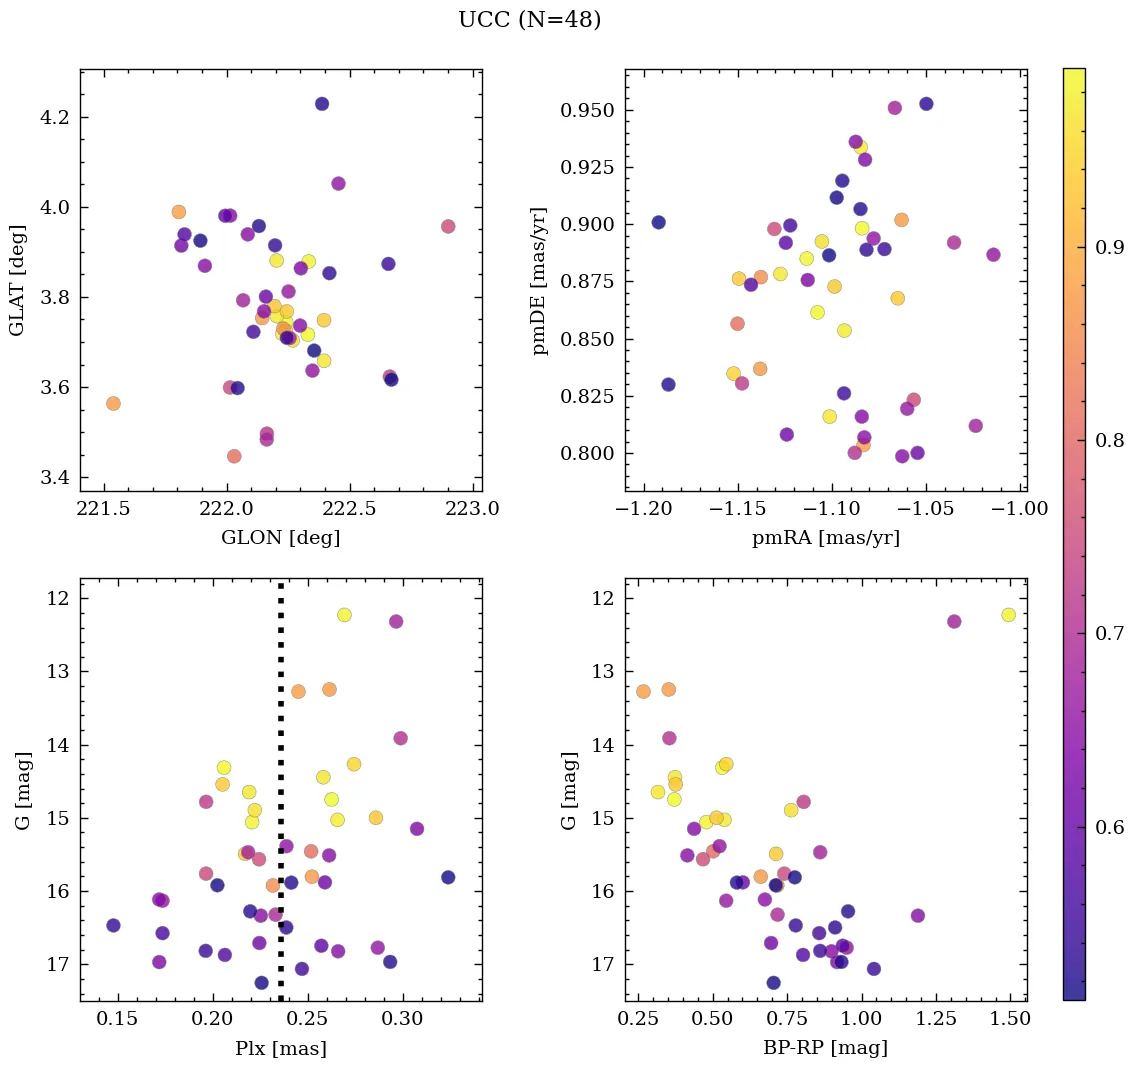 UCC (N=48)
4.2
4.0
3.8
3.6
3.4
GLAT [deg]
221.5 222.0 222.5 223.0
GLON [deg]
0.950
0.925
0.900
0.875
0.850
0.825
0.800
pmDE [mas/yr]
−1.20 −1.15 −1.10 −1.05 −1.00
pmRA [mas/yr]
12
13
14
15
16
17
G [mag]
0.15 0.20 0.25 0.30
Plx [mas]
12
13
14
15
16
17
G [mag]
0.25 0.50 0.75 1.00 1.25 1.50
BP-RP [mag]
0.9
0.8
0.7
0.6